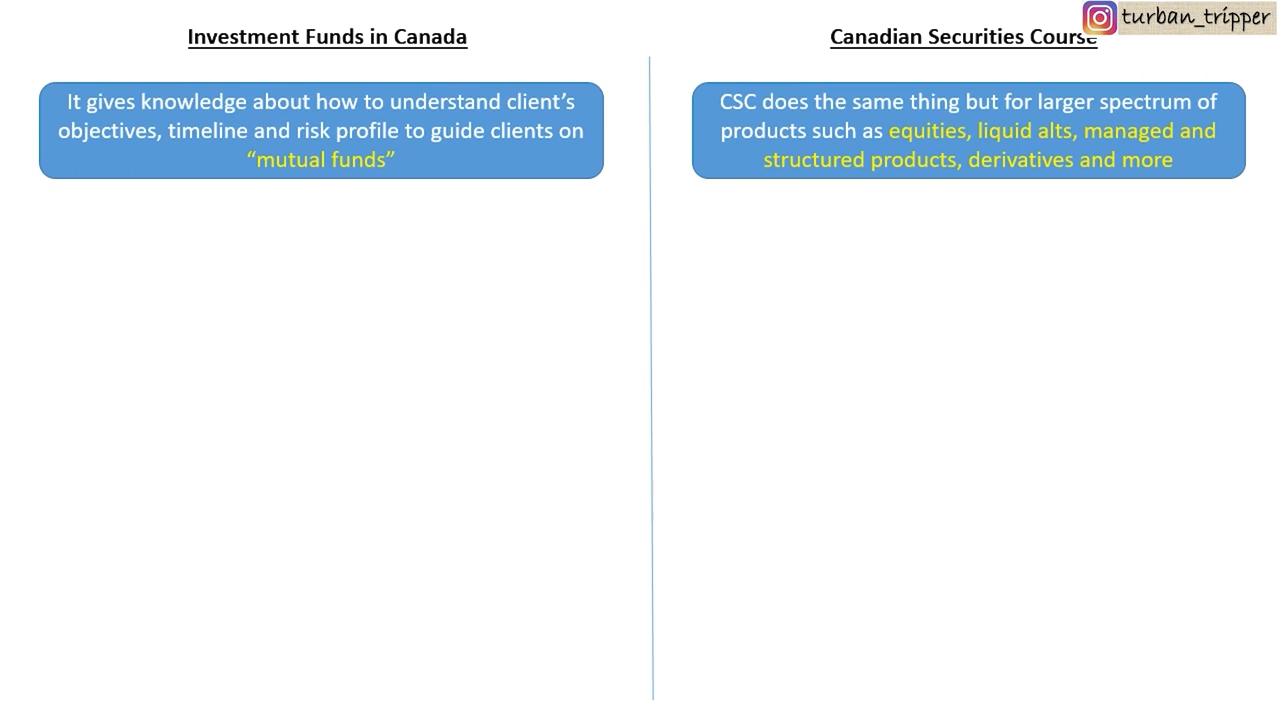 Investment Funds in Canada
It gives knowledge about how to understand client’s
objectives, timeline and risk profile to guide clients on
“mutual funds”
Canadian Securities Course
turban_tripper
CSC does the same thing but for larger spectrum of
products such as equities, liquid alts, managed and
structured products, derivatives and more